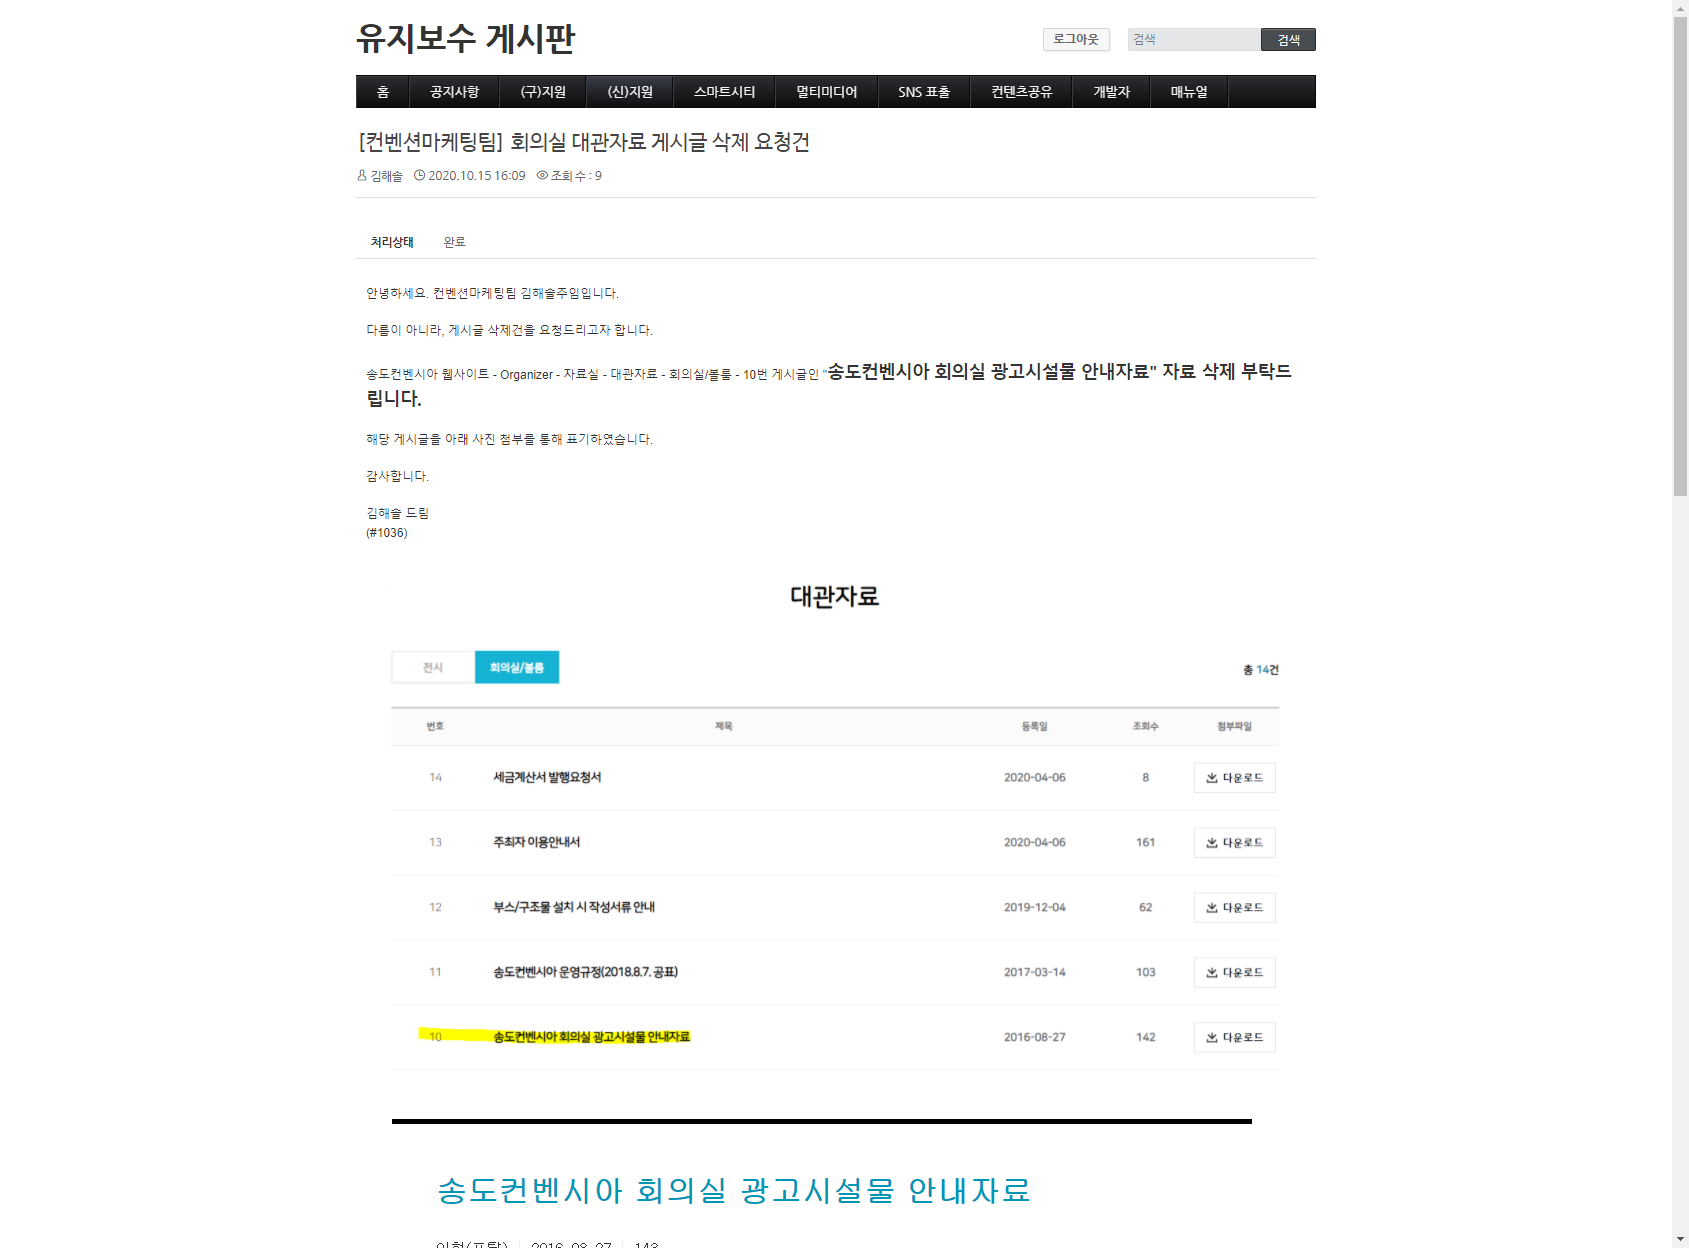 유지보수 게시판
로그아웃 검색 검색
홈 공지사항 (구)지원 (신)지원 스마트시티 멀티미디어 SNS 표출 컨텐츠공유 개발자 매뉴얼
[컨벤션마케팅팀] 회의실 대관자료 게시글 삭제 요청건
김해솔 2020.10.15 16:09 조회 수 : 9
처리상태 완료
안녕하세요. 컨벤션마케팅팀 김해솔주임입니다.
다름이 아니라, 게시글 삭제건을 요청드리고자 합니다.
송도컨벤시아 웹사이트 - Organizer - 자료실 - 대관자료 - 회의실/볼룸 - 10번 게시글인 "송도컨벤시아 회의실 광고시설물 안내자료" 자료 삭제 부탁드
립니다.
해당 게시글을 아래 사진 첨부를 통해 표기하였습니다.
감사합니다.
김해솔 드림
(#1036)
대관자료
전시 회의실/볼룸 총 14건
번호 제목 등록일 조회수 첨부파일
14 세금계산서 발행요청서 2020-04-06 8 다운로드
13 주최자 이용안내서 2020-04-06 161 다운로드
12 부스/구조물 설치 시 작성서류 안내 2019-12-04 62 다운로드
11 송도컨벤시아 운영규정(2018.8.7. 공표) 2017-03-14 103 다운로드
10 송도컨벤시아 회의실 광고시설물 안내자료 2016-08-27 142 다운로드
송도컨벤시아 회의실 광고시설물 안내자료
2016-08-27 143